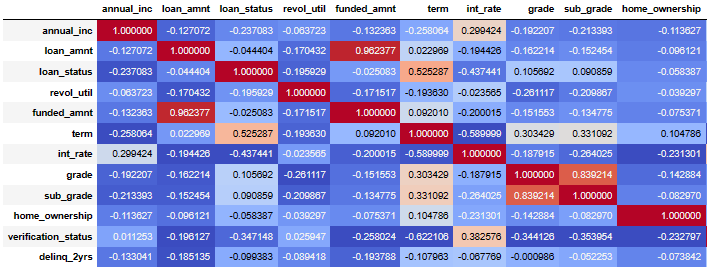 annual_inc loan_amnt loan_status revol_util funded_amnt term int_rate grade sub_grade home_ownership
annual_inc 1.000000 -0.127072 -0.237083 -0.063723 -0.132363 -0.258064 0.299424 -0.192207 -0.213393 -0.113627
loan_amnt -0.127072 1.000000 -0.044404 -0.170432 0.962377 0.022969 -0.194426 -0.162214 -0.152454 -0.096121
loan_status -0.237083 -0.044404 1.000000 -0.195929 -0.025083 0.525287 -0.437441 0.105692 0.090859 -0.058387
revol_util -0.063723 -0.170432 -0.195929 1.000000 -0.171517 -0.193630 -0.023565 -0.261117 -0.209867 -0.039297
funded_amnt -0.132363 0.962377 -0.025083 -0.171517 1.000000 0.092010 -0.200015 -0.151553 -0.134775 -0.075371
term -0.258064 0.022969 0.525287 -0.193630 0.092010 1.000000 -0.589999 0.303429 0.331092 0.104786
int_rate 0.299424 -0.194426 -0.437441 -0.023565 -0.200015 -0.589999 1.000000 -0.187915 -0.264025 -0.231301
grade -0.192207 -0.162214 0.105692 -0.261117 -0.151553 0.303429 -0.187915 1.000000 0.839214 -0.142884
sub_grade -0.213393 -0.152454 0.090859 -0.209867 -0.134775 0.331092 -0.264025 0.839214 1.000000 -0.082970
home_ownership -0.113627 -0.096121 -0.058387 -0.039297 -0.075371 0.104786 -0.231301 -0.142884 -0.082970 1.000000
verification_status 0.011253 -0.196127 -0.347148 0.025947 -0.258024 -0.622106 0.382576 -0.344126 -0.353954 -0.232797
delinq_2yrs -0.133041 -0.185135 -0.099383 -0.089418 -0.193788 -0.107963 -0.067769 -0.000986 -0.052253 -0.073842